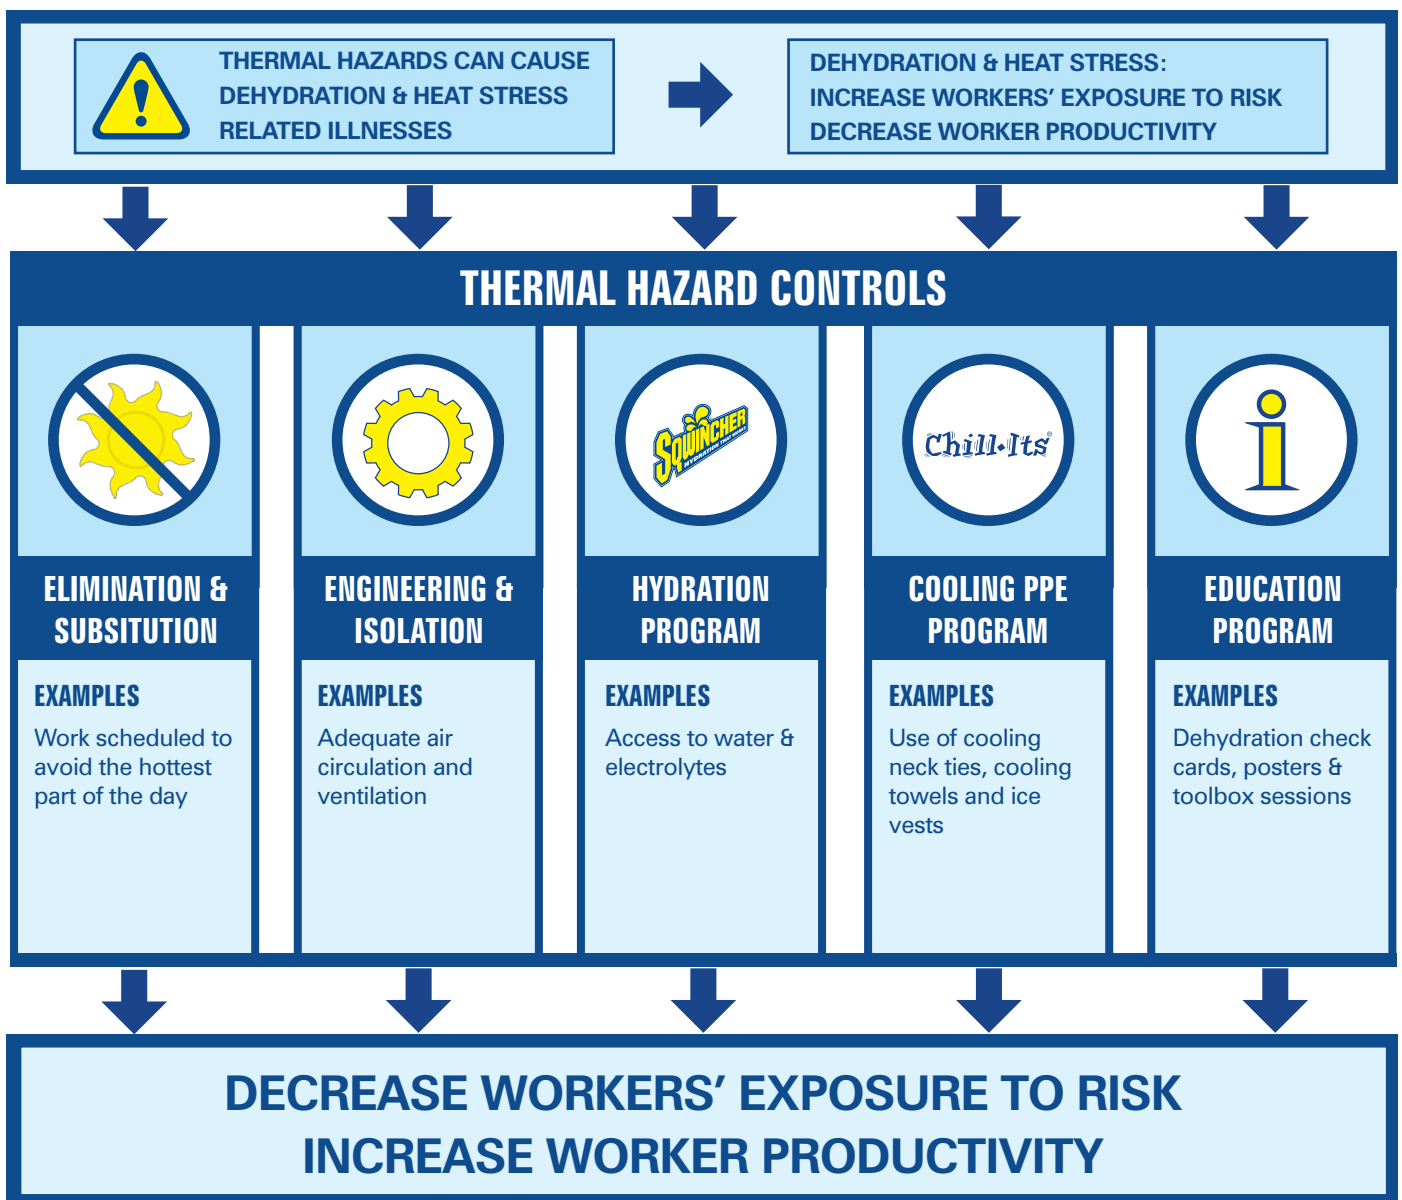 THERMAL HAZARDS CAN CAUSE
DEHYDRATION & HEAT STRESS
RELATED ILLNESSES
DEHYDRATION & HEAT STRESS:
INCREASE WORKERS’ EXPOSURE TO RISK
DECREASE WORKER PRODUCTIVITY
THERMAL HAZARD CONTROLS
SQWINCHER
HYDRATION THAT WORKS
Chill•Its®
ELIMINATION &
SUBSITUTION
EXAMPLES
Work scheduled to
avoid the hottest
part of the day
ENGINEERING &
ISOLATION
EXAMPLES
Adequate air
circulation and
ventilation
HYDRATION
PROGRAM
EXAMPLES
Access to water &
electrolytes
COOLING PPE
PROGRAM
EXAMPLES
Use of cooling
neck ties, cooling
towels and ice
vests
EDUCATION
PROGRAM
EXAMPLES
Dehydration check
cards, posters &
toolbox sessions
DECREASE WORKERS’ EXPOSURE TO RISK
INCREASE WORKER PRODUCTIVITY